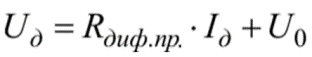 U_д = R_диф.пр. · I_д + U_0